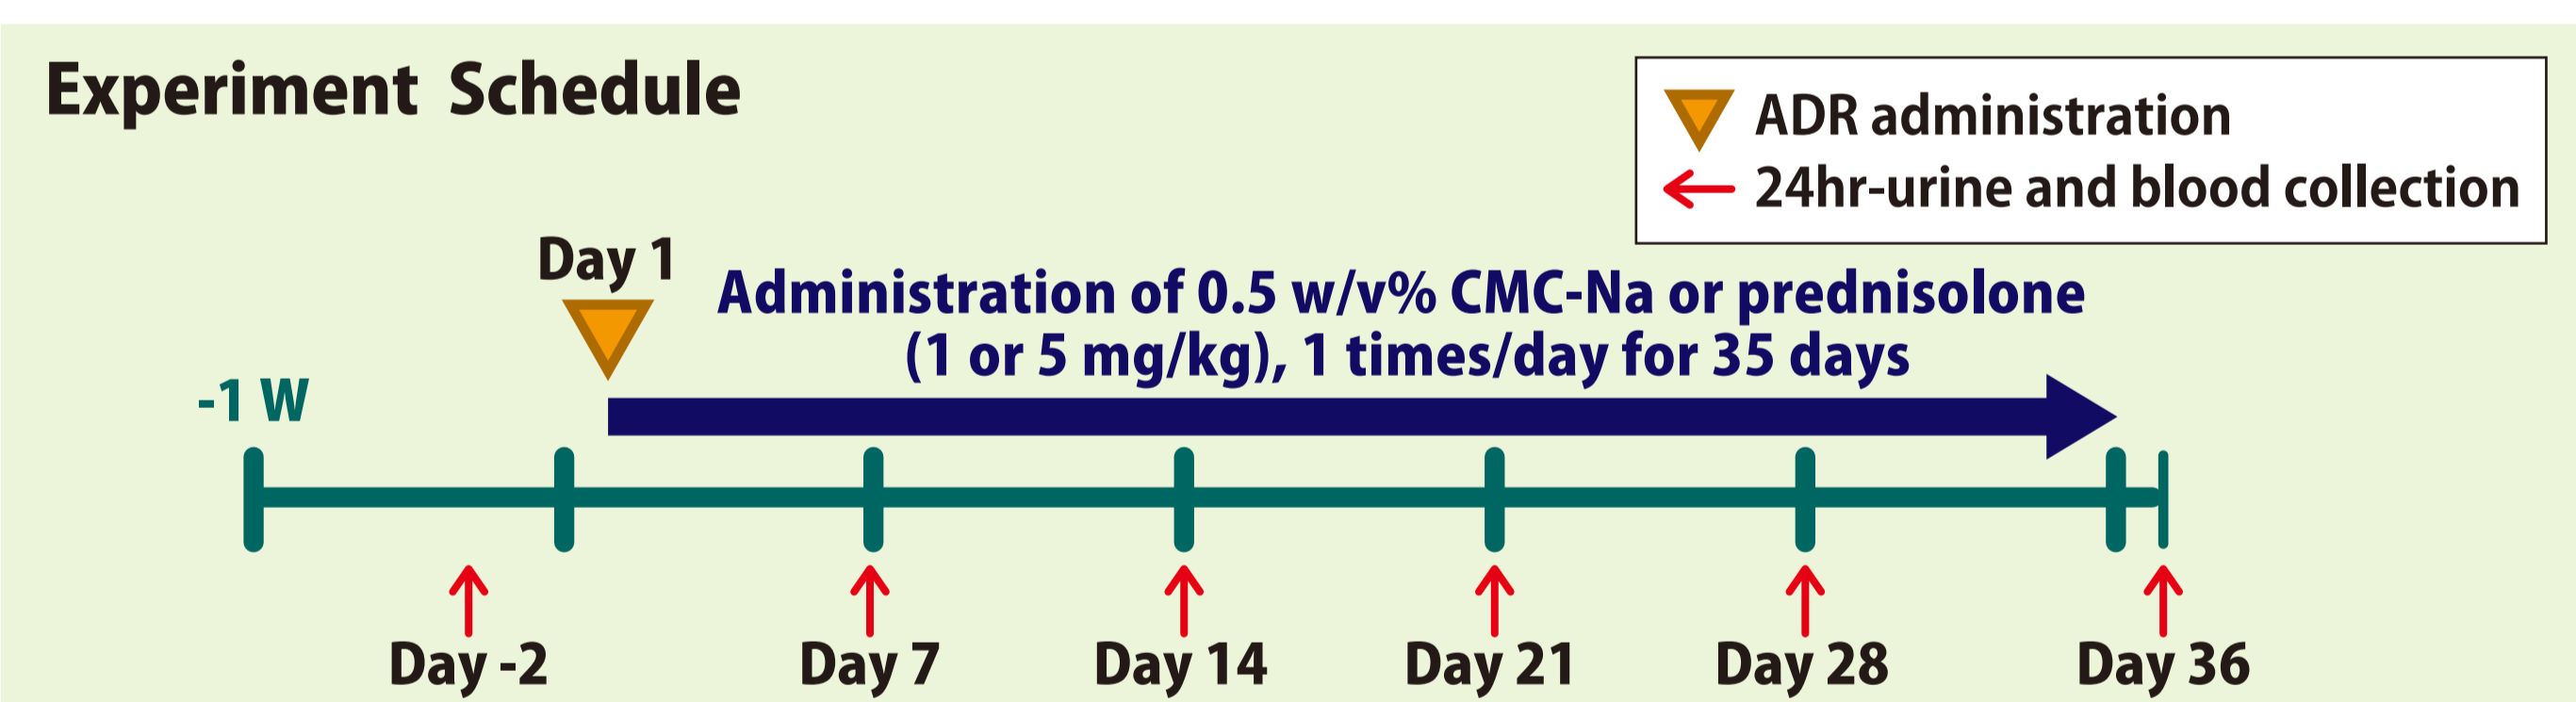 Experiment Schedule
ADR administration
24hr-urine and blood collection
Day 1
Administration of 0.5 w/v% CMC-Na or prednisolone
(1 or 5 mg/kg), 1 times/day for 35 days
-1 W
Day -2
Day 7
Day 14
Day 21
Day 28
Day 36